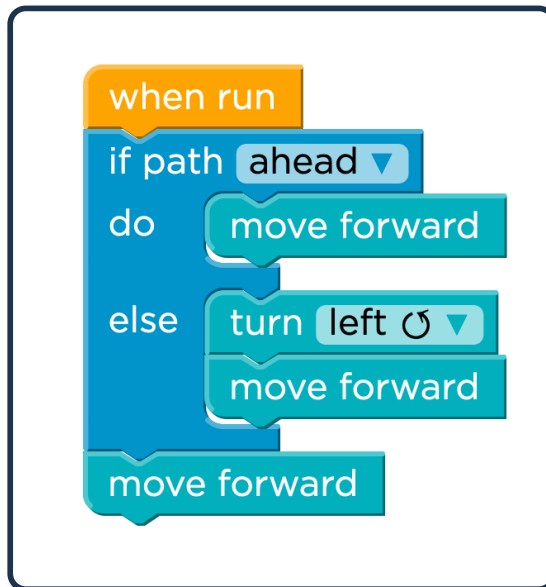 when run
if path ahead
do move forward
else turn left
move forward
move forward